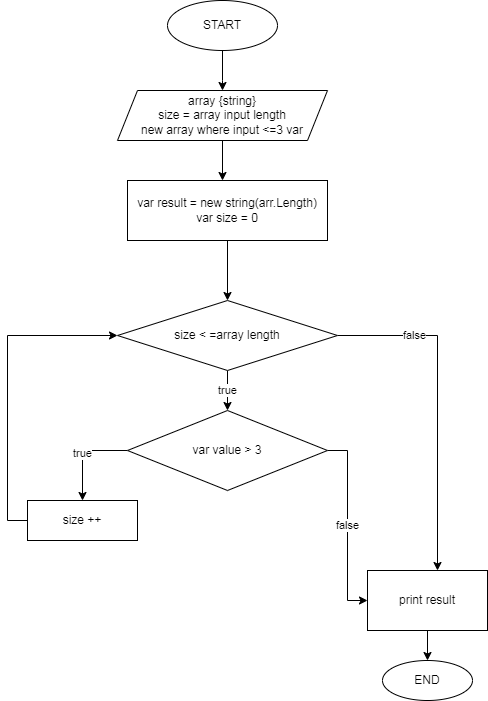 START
array {string}
size = array input length
new array where input <=3 var
var result = new string(arr.Length)
var size = 0
size < =array length
false
true
var value > 3
true
size ++
false
print result
END